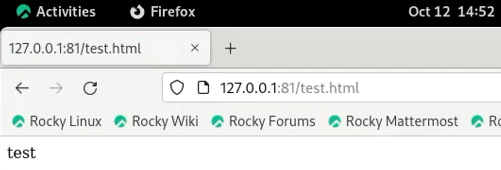 Activities Firefox Oct 12 14:52
127.0.0.1:81/test.html × +
127.0.0.1:81/test.html
Rocky Linux Rocky Wiki Rocky Forums Rocky Mattermost
test